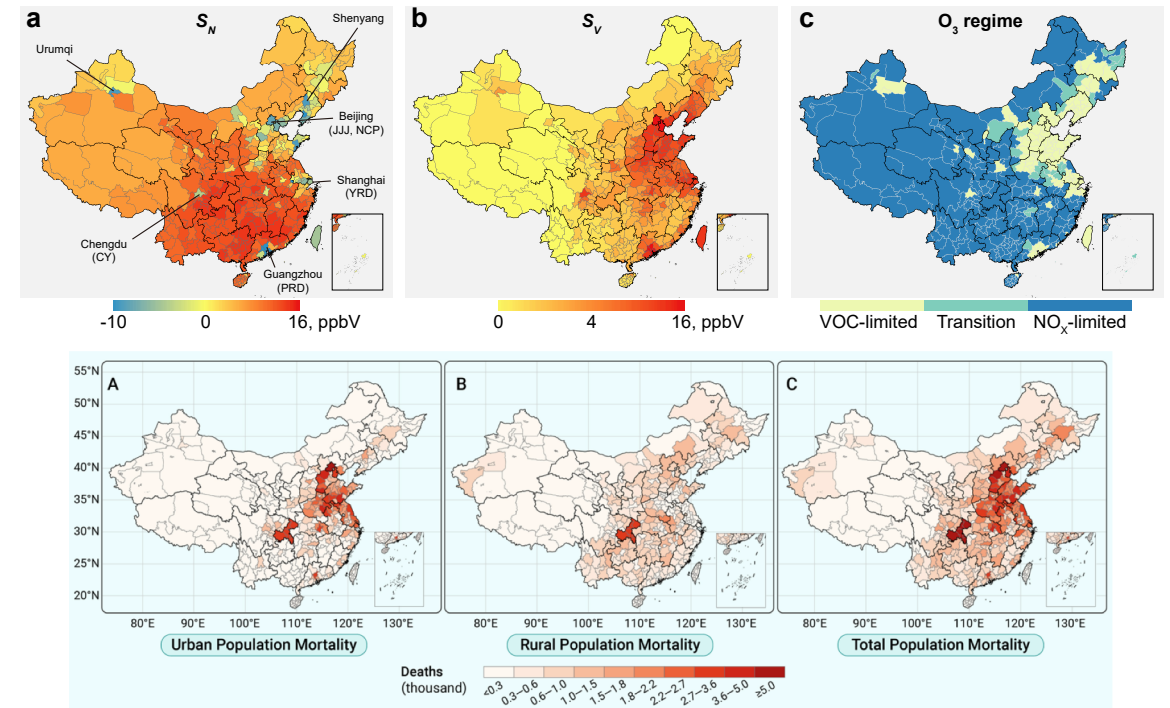 a
S_N
Shenyang
Urumqi
Beijing
(JJJ, NCP)
Shanghai
(YRD)
Chengdu
(CY)
Guangzhou
(PRD)
-10 0 16, ppbV
b
S_V
0 4 16, ppbV
c
O₃ regime
VOC-limited Transition NOₓ-limited
55°N
50°N
45°N
40°N
35°N
30°N
25°N
20°N
A
80°E 90°E 100°E 110°E 120°E 130°E
Urban Population Mortality
B
80°E 90°E 100°E 110°E 120°E 130°E
Rural Population Mortality
C
80°E 90°E 100°E 110°E 120°E 130°E
Total Population Mortality
Deaths
(thousand)
<0.3 0.3–0.6 0.6–1.0 1.0–1.5 1.5–1.8 1.8–2.2 2.2–2.7 2.7–3.6 3.6–5.0 ≥5.0